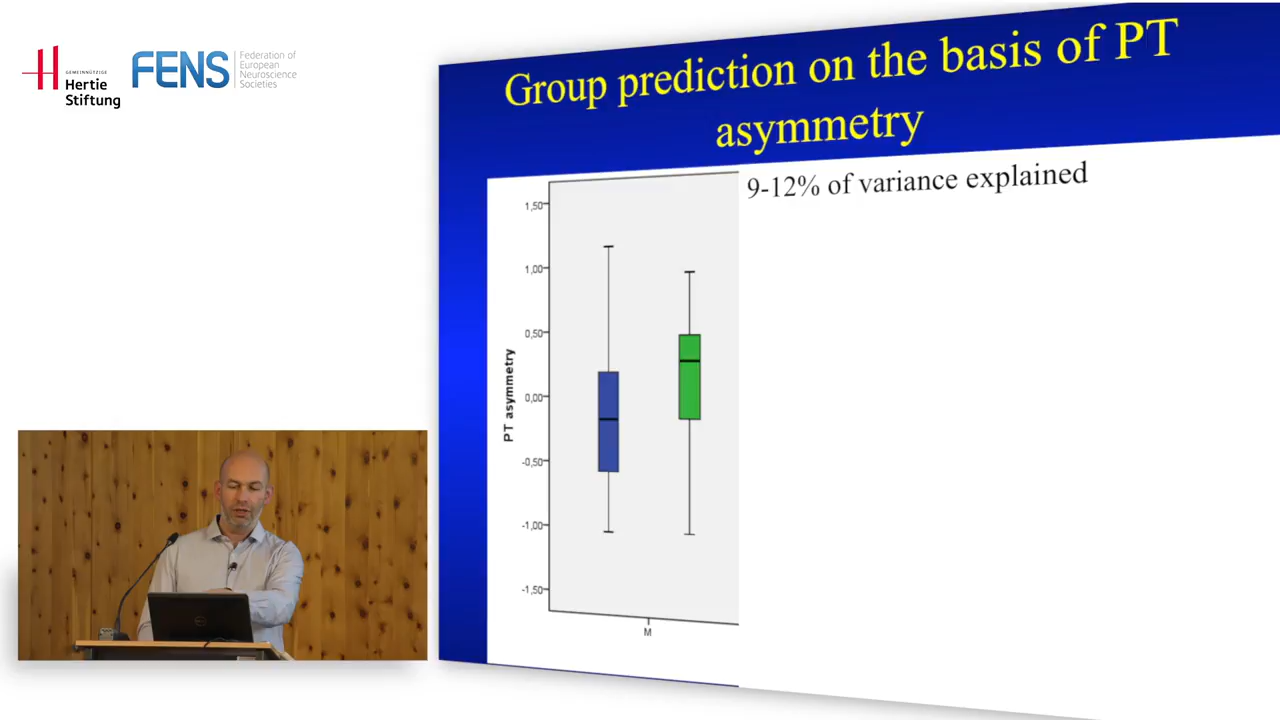 GEMEINNÜTZIGE
Hertie
Stiftung
FENS
Federation of
European
Neuroscience
Societies
Group prediction on the basis of PT
asymmetry
9-12% of variance explained
1,50
1,00
0,50
0,00
-0,50
-1,00
-1,50
PT asymmetry
M
DELL